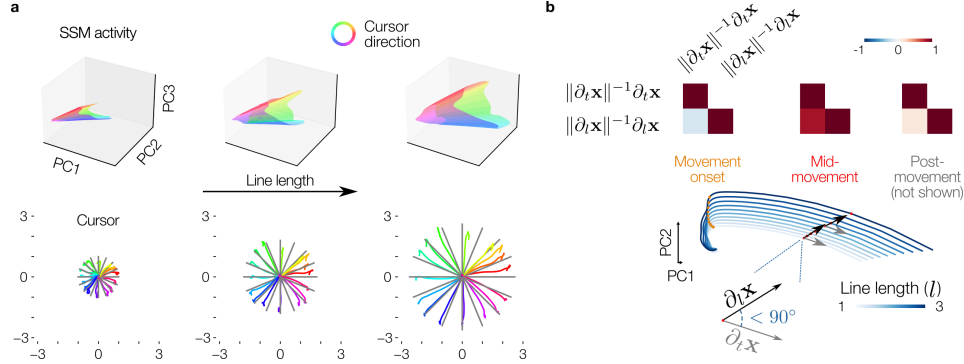 a
SSM activity
Cursor
direction
PC1
PC2
PC3
Line length
Cursor
3
0
−3
−3 0 3
3
0
−3
−3 0 3
3
0
−3
−3 0 3
b
‖∂ₜx‖⁻¹∂ₜx
‖∂ₗx‖⁻¹∂ₗx
-1 0 1
‖∂ₜx‖⁻¹∂ₜx
‖∂ₗx‖⁻¹∂ₗx
Movement
onset
Mid-
movement
Post-
movement
(not shown)
PC2
PC1
∂ₗx
< 90°
∂ₜx
Line length (l)
1 3